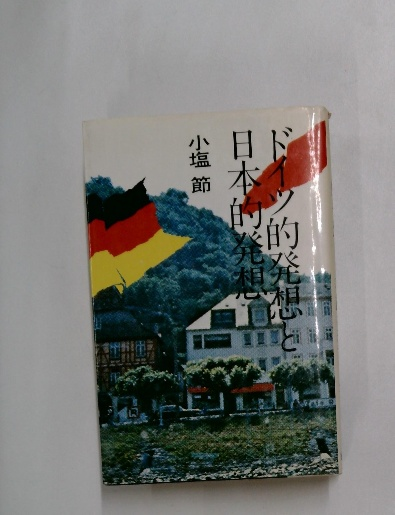 ドイツ的発想と
日本的発想
小塩 節